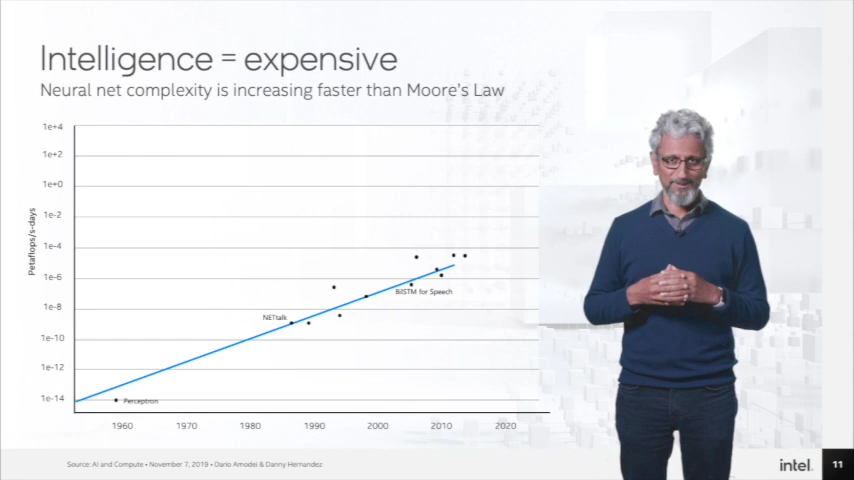 Intelligence = expensive
Neural net complexity is increasing faster than Moore's Law
Petaflops/s-days
1e+4
1e+2
1e+0
1e-2
1e-4
1e-6
1e-8
1e-10
1e-12
1e-14
BiISTM for Speech
NETtalk
Perceptron
1960 1970 1980 1990 2000 2010 2020
Source: AI and Compute • November 7, 2019 • Dario Amodei & Danny Hernandez
intel.
11